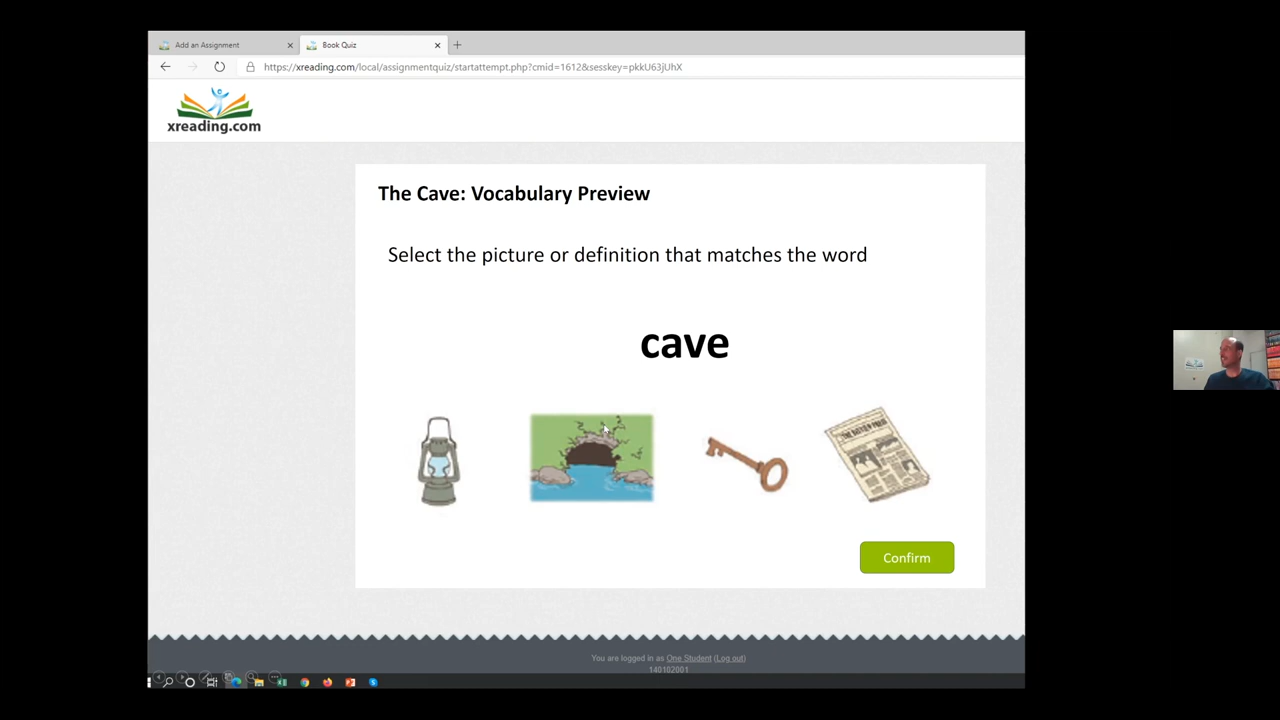 Add an Assignment
Book Quiz
https://xreading.com/local/assignmentquiz/startattempt.php?cmid=1612&sesskey=pkkU63jUhX
xreading.com
The Cave: Vocabulary Preview
Select the picture or definition that matches the word
cave
Confirm
You are logged in as One Student (Log out)
140102001